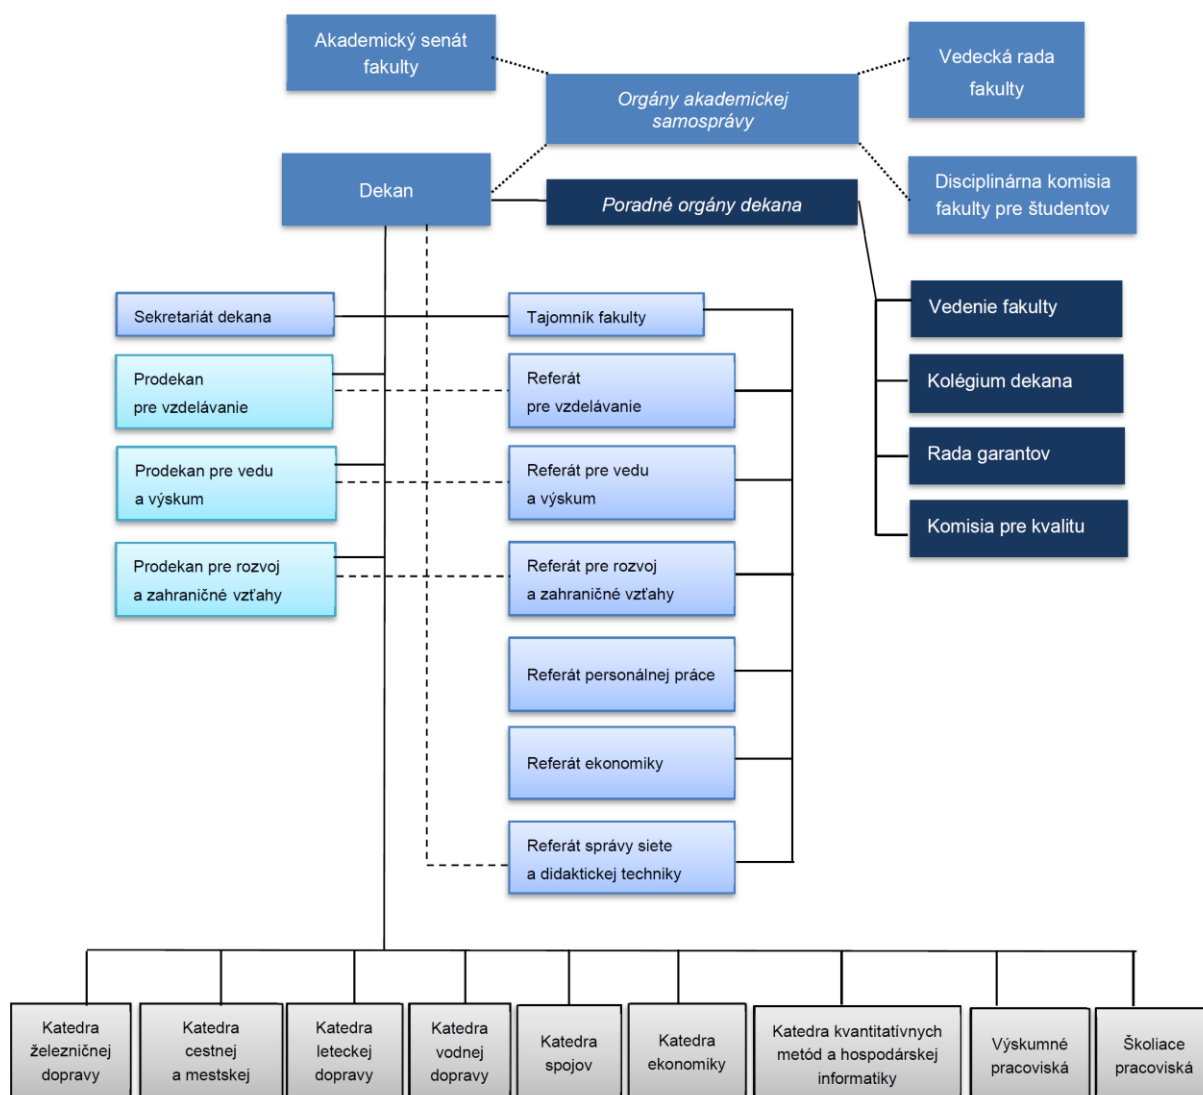 Akademický senát
fakulty
Vedecká rada
fakulty
Orgány akademickej
samosprávy
Dekan
Disciplinárna komisia
fakulty pre študentov
Poradné orgány dekana
Sekretariát dekana
Tajomník fakulty
Vedenie fakulty
Prodekan
pre vzdelávanie
Referát
pre vzdelávanie
Kolégium dekana
Prodekan pre vedu
a výskum
Referát pre vedu
a výskum
Rada garantov
Komisia pre kvalitu
Prodekan pre rozvoj
a zahraničné vzťahy
Referát pre rozvoj
a zahraničné vzťahy
Referát personálnej práce
Referát ekonomiky
Referát správy siete
a didaktickej techniky
Katedra
železničnej
dopravy
Katedra
cestnej
a mestskej
Katedra
leteckej
dopravy
Katedra
vodnej
dopravy
Katedra
spojov
Katedra
ekonomiky
Katedra kvantitatívnych
metód a hospodárskej
informatiky
Výskumné
pracoviská
Školiace
pracoviská